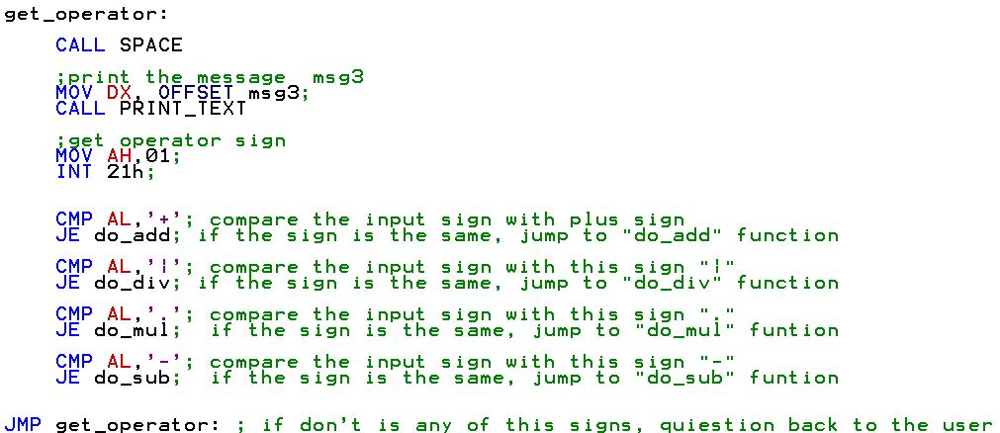 get_operator:
CALL SPACE
;print the message  msg3
MOV DX, OFFSET msg3;
CALL PRINT_TEXT
;get operator sign
MOV AH,01;
INT 21h;
CMP AL,'+'; compare the input sign with plus sign
JE do_add; if the sign is the same, jump to "do_add" function
CMP AL,'¦'; compare the input sign with this sign "¦"
JE do_div; if the sign is the same, jump to "do_div" function
CMP AL,'.'; compare the input sign with this sign "."
JE do_mul;  if the sign is the same, jump to "do_mul" funtion
CMP AL,'-'; compare the input sign with this sign "-"
JE do_sub;  if the sign is the same, jump to "do_sub" funtion
JMP get_operator: ; if don't is any of this signs, quiestion back to the user